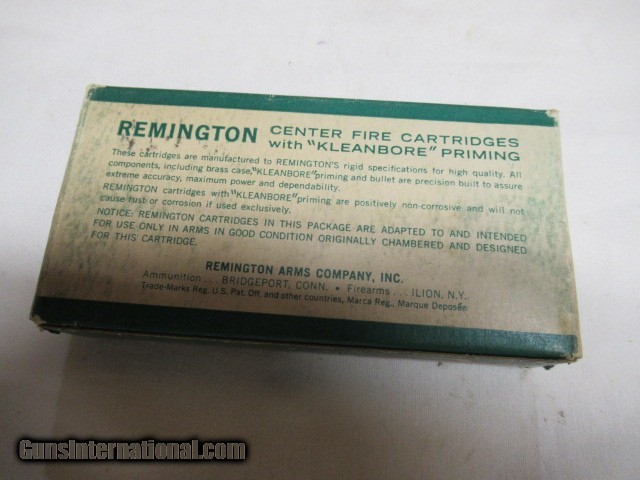 REMINGTON CENTER FIRE CARTRIDGES
with "KLEANBORE" PRIMING
These cartridges are manufactured to REMINGTON'S rigid specifications for high quality. All
components, including brass case, "KLEANBORE" priming and bullet are precision built to assure
extreme accuracy, maximum power and dependability.
REMINGTON cartridges with "KLEANBORE" priming are positively non-corrosive and will not
cause rust or corrosion if used exclusively.
NOTICE: REMINGTON CARTRIDGES IN THIS PACKAGE ARE ADAPTED TO AND INTENDED
FOR USE ONLY IN ARMS IN GOOD CONDITION ORIGINALLY CHAMBERED AND DESIGNED
FOR THIS CARTRIDGE.
REMINGTON ARMS COMPANY, INC.
Ammunition . . . BRIDGEPORT, CONN. • Firearms . . . ILION, N.Y.
Trade-Marks Reg. U.S. Pat. Off. and other countries, Marca Reg., Marque Deposée
GunsInternational.com